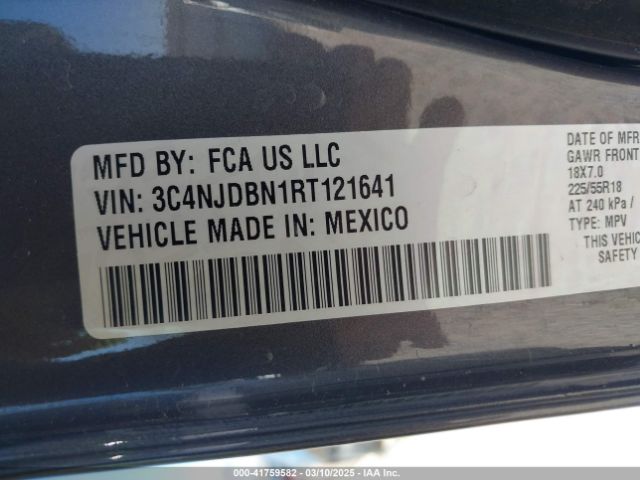 MFD BY: FCA US LLC
VIN: 3C4NJDBN1RT121641
VEHICLE MADE IN: MEXICO
DATE OF MFR
GAWR FRONT
18X7.0
225/55R18
AT 240 kPa /
TYPE: MPV
THIS VEHIC
SAFETY
000-41759582 — 03/10/2025 — IAA Inc.